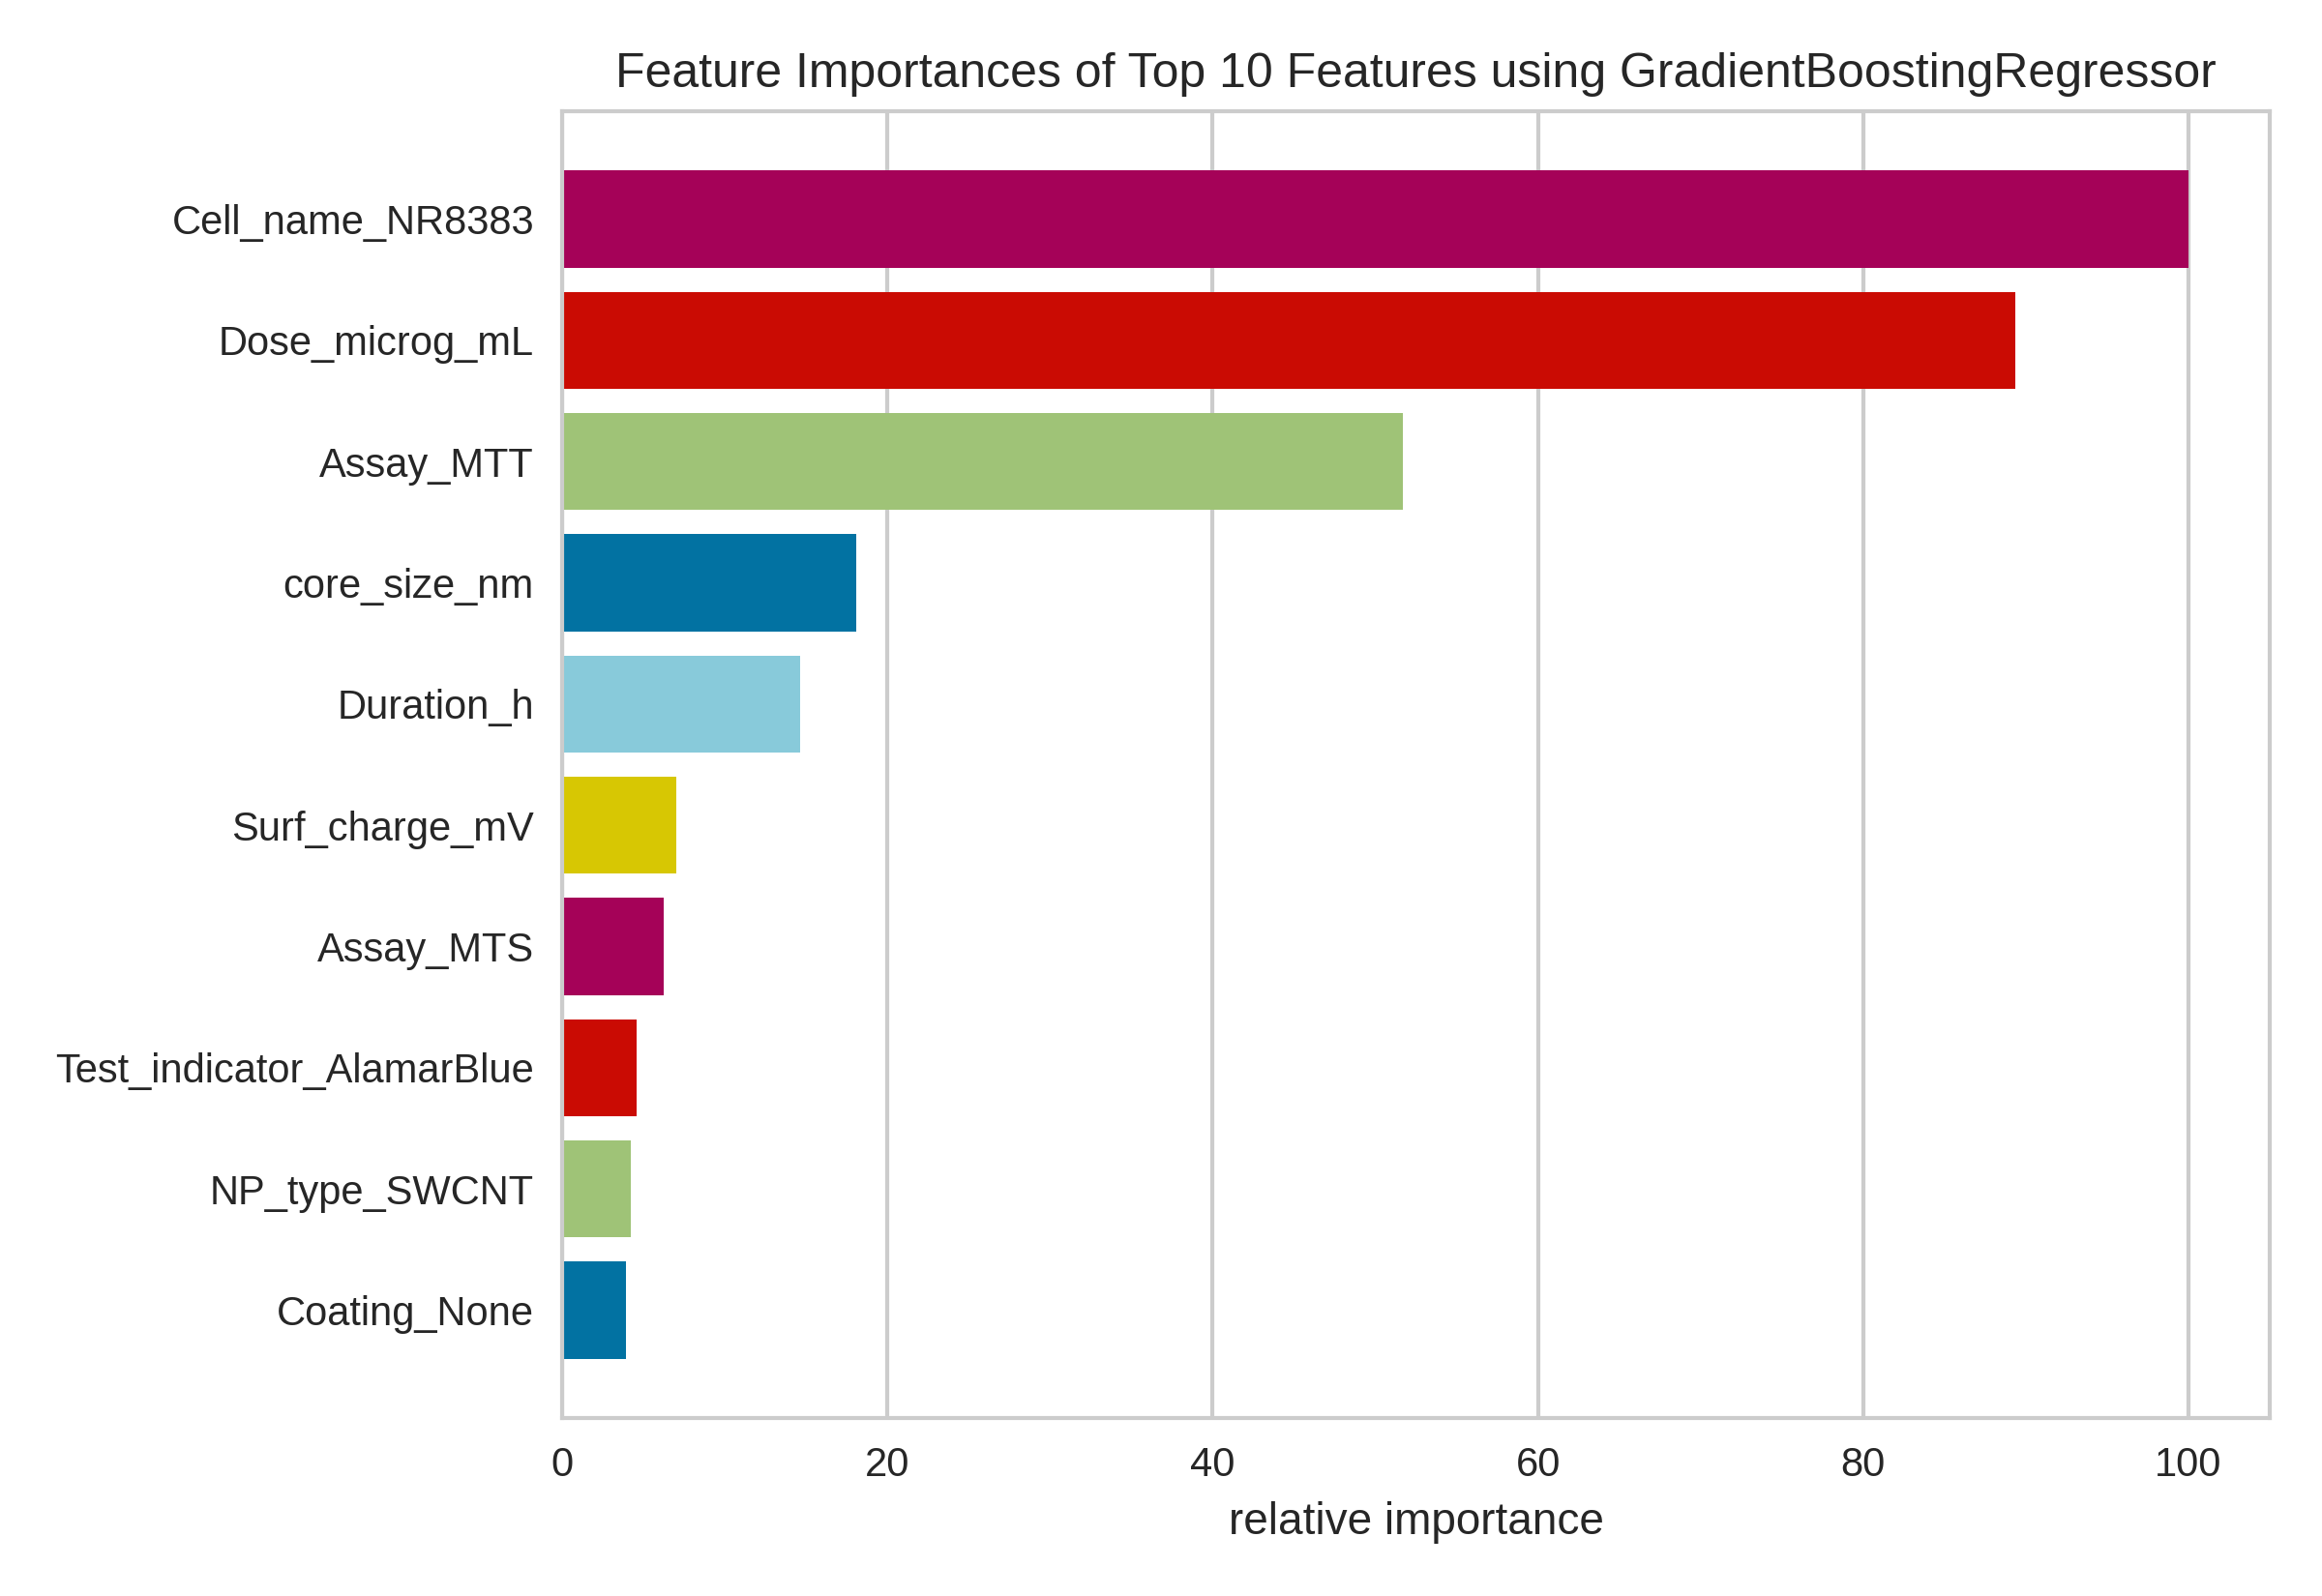 Feature Importances of Top 10 Features using GradientBoostingRegressor
Cell_name_NR8383
Dose_microg_mL
Assay_MTT
core_size_nm
Duration_h
Surf_charge_mV
Assay_MTS
Test_indicator_AlamarBlue
NP_type_SWCNT
Coating_None
0 20 40 60 80 100
relative importance